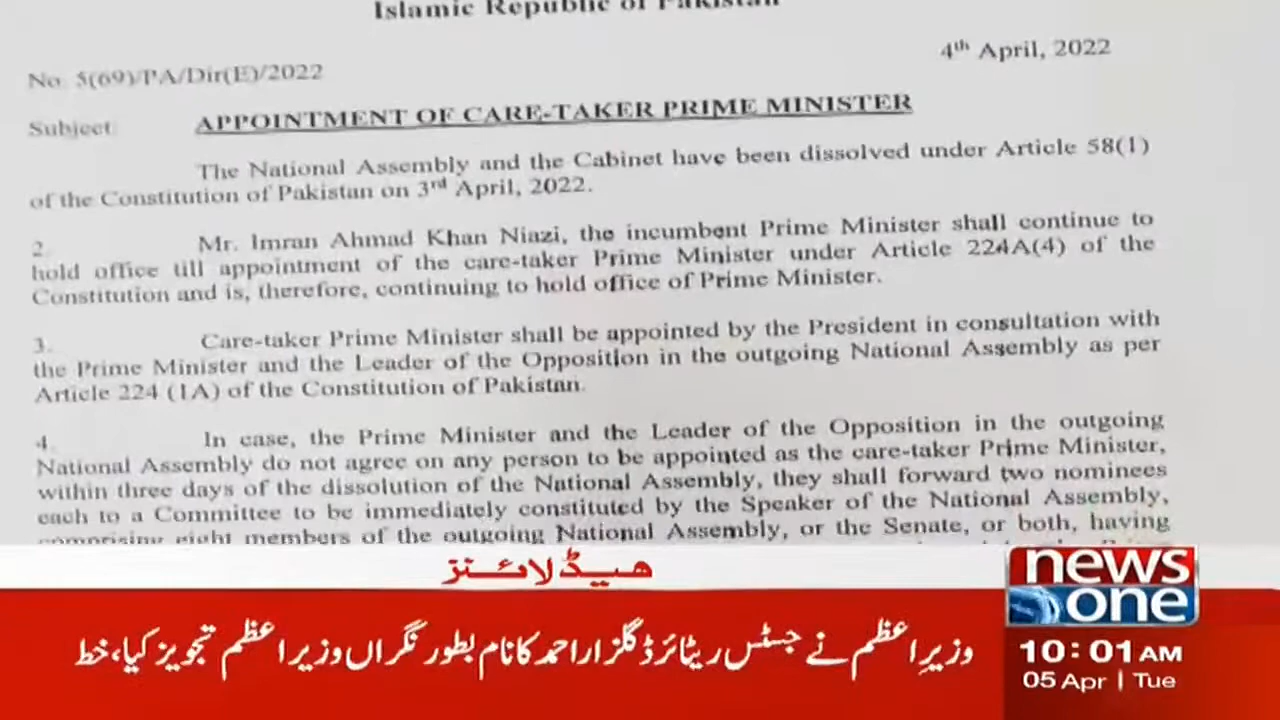 Islamic Republic of Pakistan
4th April, 2022
No. 5(69)/PA/Dir(E)/2022
Subject: APPOINTMENT OF CARE-TAKER PRIME MINISTER
The National Assembly and the Cabinet have been dissolved under Article 58(1)
of the Constitution of Pakistan on 3rd April, 2022.
2. Mr. Imran Ahmad Khan Niazi, the incumbent Prime Minister shall continue to
hold office till appointment of the care-taker Prime Minister under Article 224A(4) of the
Constitution and is, therefore, continuing to hold office of Prime Minister.
3. Care-taker Prime Minister shall be appointed by the President in consultation with
the Prime Minister and the Leader of the Opposition in the outgoing National Assembly as per
Article 224 (1A) of the Constitution of Pakistan.
4. In case, the Prime Minister and the Leader of the Opposition in the outgoing
National Assembly do not agree on any person to be appointed as the care-taker Prime Minister,
within three days of the dissolution of the National Assembly, they shall forward two nominees
each to a Committee to be immediately constituted by the Speaker of the National Assembly,
comprising eight members of the outgoing National Assembly, or the Senate, or both, having
ہیڈلائنز
وزیرِاعظم نے جسٹس ریٹائرڈ گلزار احمد کا نام بطور نگراں وزیراعظم تجویز کیا، خط
news
one
10:01 AM
05 Apr | Tue